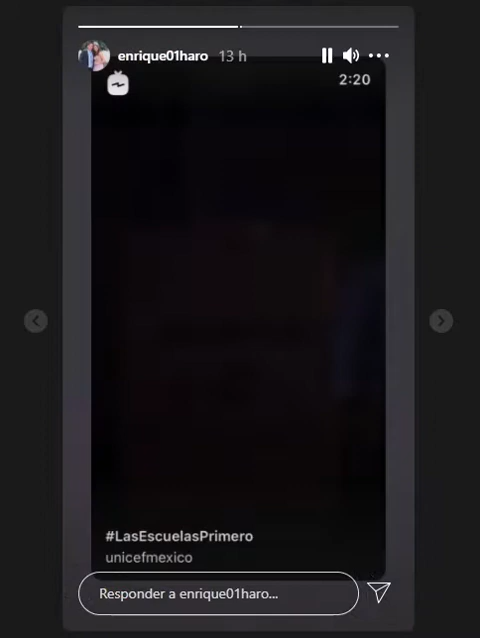 enrique01haro 13 h
2:20
#LasEscuelasPrimero
unicefmexico
Responder a enrique01haro...